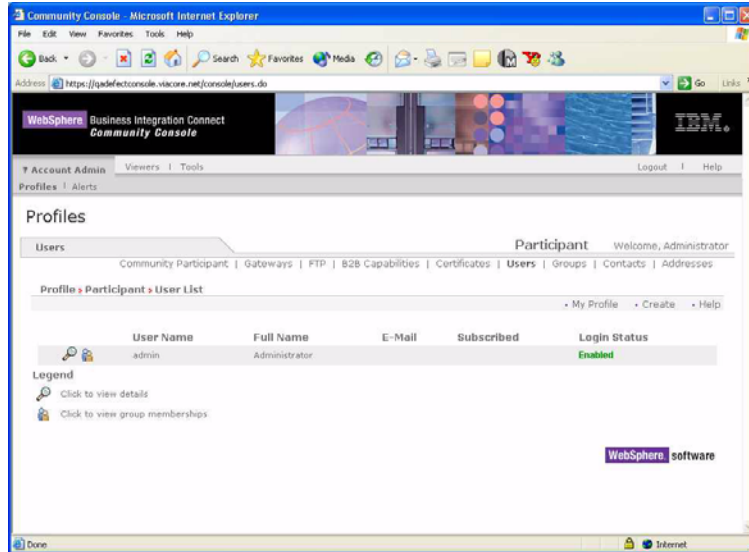 Community Console - Microsoft Internet Explorer
File Edit View Favorites Tools Help
Back Search Favorites Media
Address https://qadefectconsole.viacore.net/console/users.do Go Links
WebSphere Business Integration Connect
Community Console
IBM.
Account Admin Viewers | Tools Logout | Help
Profiles | Alerts
Profiles
Users Participant Welcome, Administrator
Community Participant | Gateways | FTP | B2B Capabilities | Certificates | Users | Groups | Contacts | Addresses
Profile > Participant > User List
• My Profile • Create • Help
User Name Full Name E-Mail Subscribed Login Status
admin Administrator Enabled
Legend
Click to view details
Click to view group memberships
WebSphere. software
Done Internet